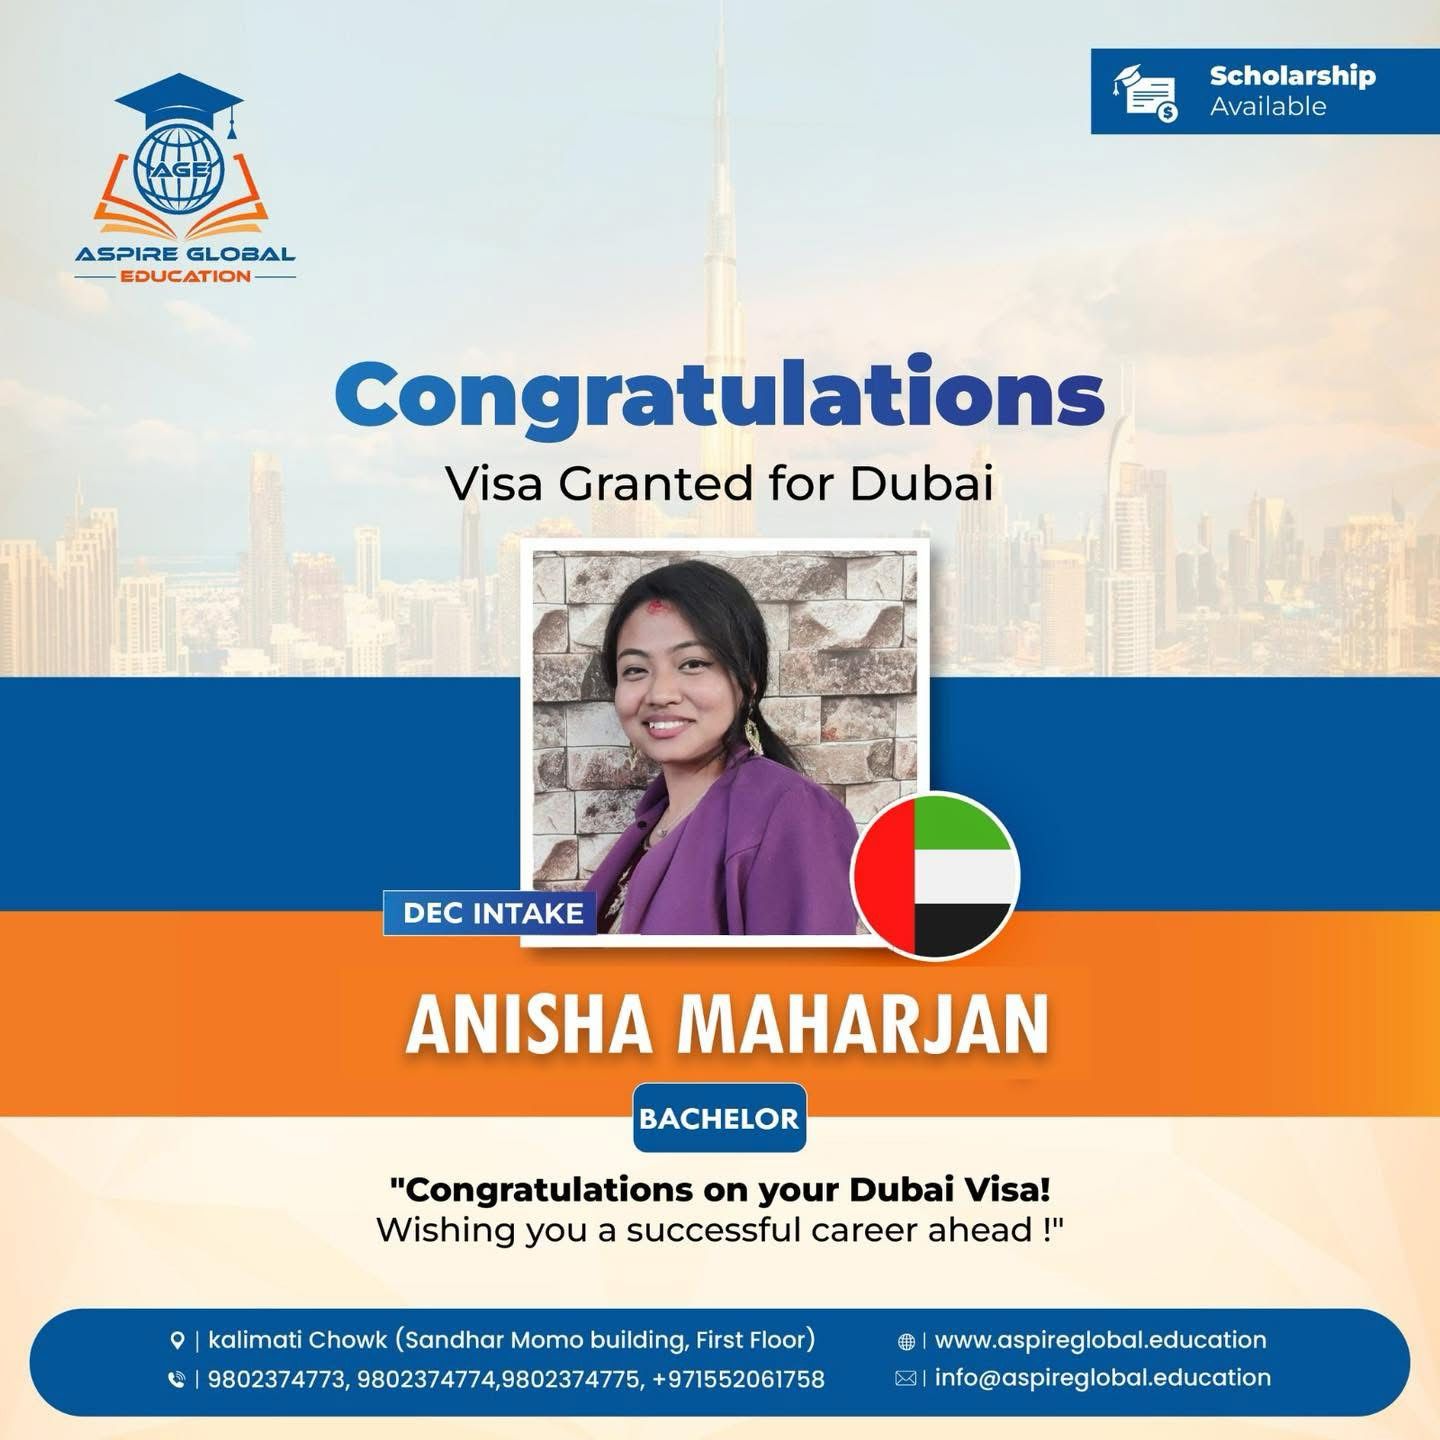 AGE
ASPIRE GLOBAL
EDUCATION
Scholarship
Available
Congratulations
Visa Granted for Dubai
DEC INTAKE
ANISHA MAHARJAN
BACHELOR
"Congratulations on your Dubai Visa!
Wishing you a successful career ahead !"
kalimati Chowk (Sandhar Momo building, First Floor)
9802374773, 9802374774,9802374775, +971552061758
www.aspireglobal.education
info@aspireglobal.education